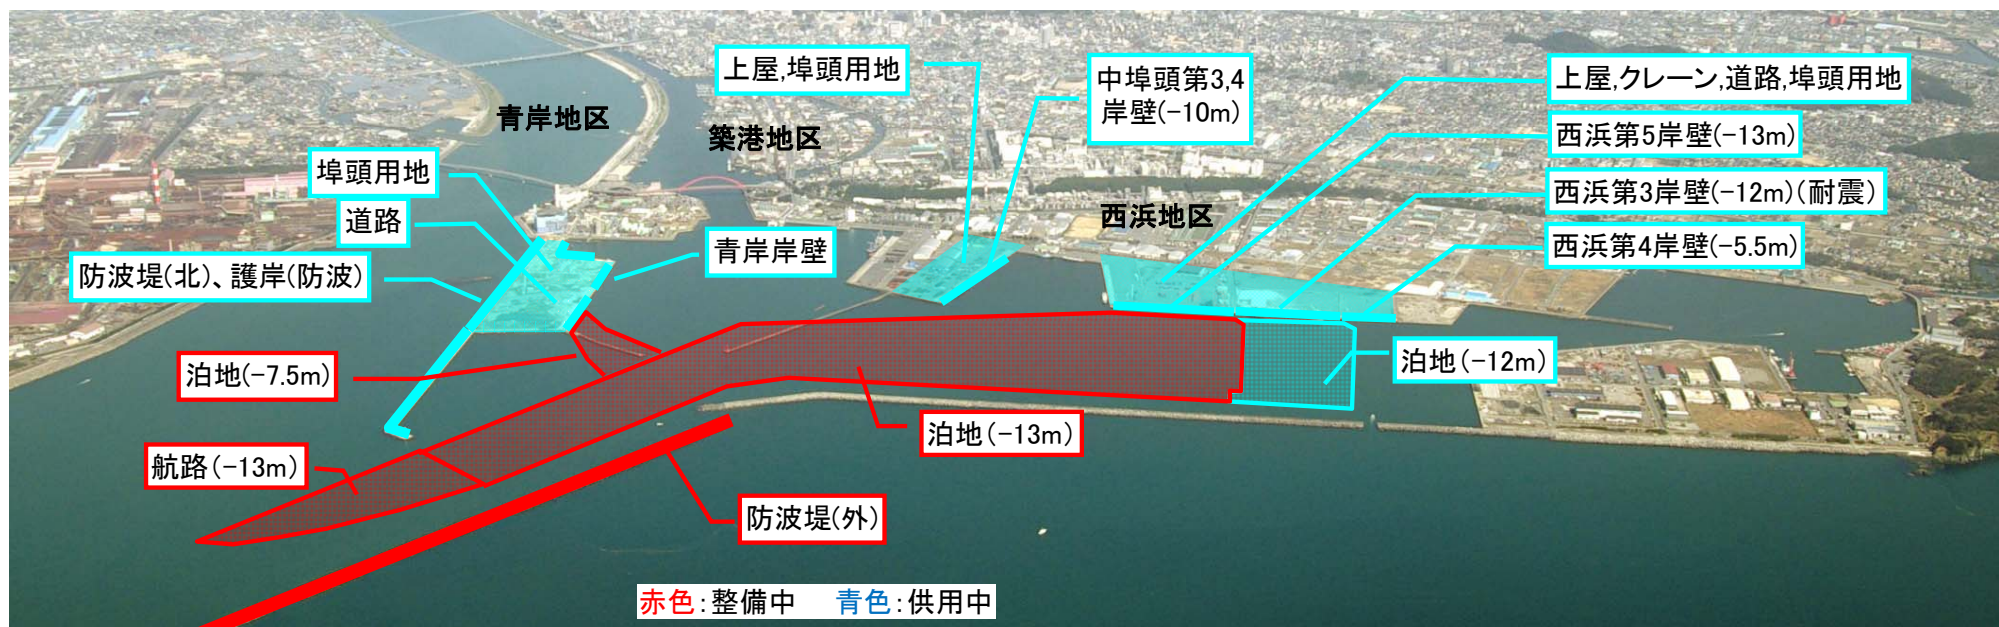 上屋,埠頭用地
中埠頭第3,4
岸壁(-10m)
上屋,クレーン,道路,埠頭用地
青岸地区
築港地区
西浜第5岸壁(-13m)
埠頭用地
西浜第3岸壁(-12m)(耐震)
道路
西浜地区
青岸岸壁
西浜第4岸壁(-5.5m)
防波堤(北)、護岸(防波)
泊地(-7.5m)
泊地(-12m)
泊地(-13m)
航路(-13m)
防波堤(外)
赤色:整備中 青色:供用中